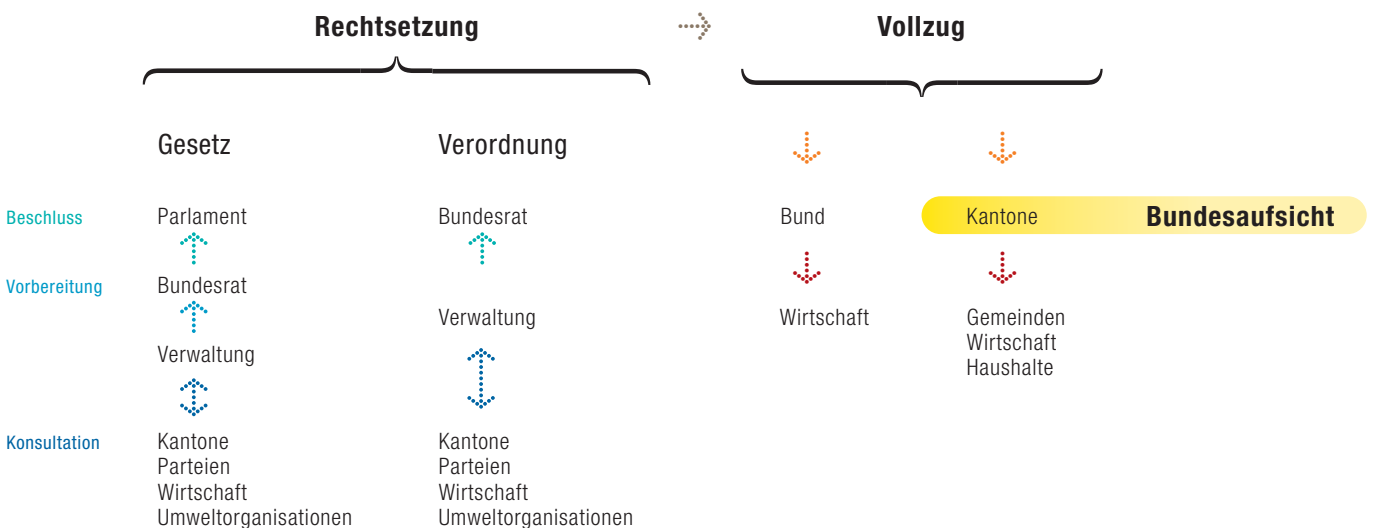 Rechtsetzung
Vollzug
Gesetz
Verordnung
Beschluss
Parlament
Bundesrat
Bund
Kantone
Bundesaufsicht
Vorbereitung
Bundesrat
Verwaltung
Wirtschaft
Gemeinden
Wirtschaft
Haushalte
Verwaltung
Konsultation
Kantone
Parteien
Wirtschaft
Umweltorganisationen
Kantone
Parteien
Wirtschaft
Umweltorganisationen